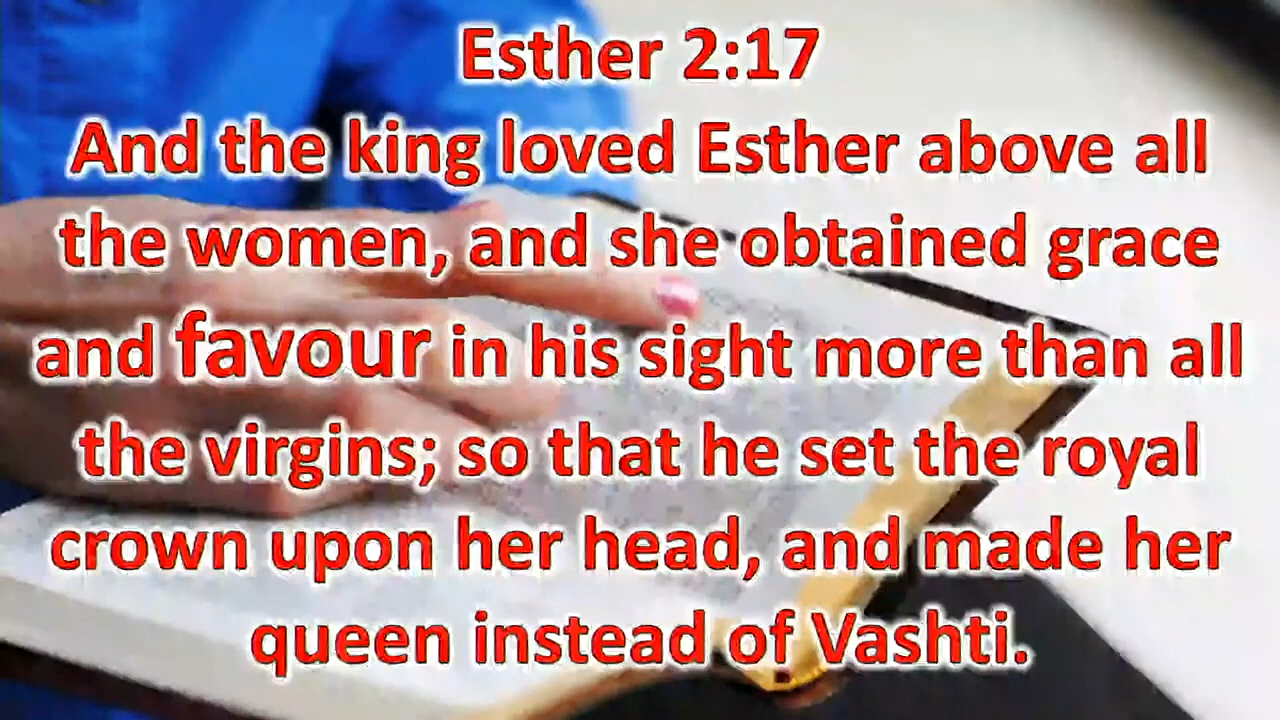 Esther 2:17
And the king loved Esther above all
the women, and she obtained grace
and favour in his sight more than all
the virgins; so that he set the royal
crown upon her head, and made her
queen instead of Vashti.